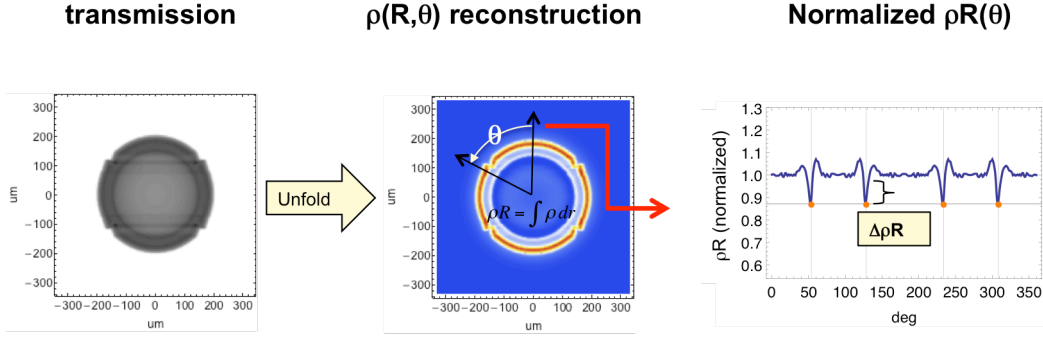 transmission
ρ(R,θ) reconstruction
Normalized ρR(θ)
300
200
100
0
−100
−200
−300
um
−300 −200 −100 0 100 200 300
um
Unfold
300
200
100
0
−100
−200
−300
um
−300 −200 −100 0 100 200 300
um
θ
ρR = ∫ ρ dr
1.3
1.2
1.1
1.0
0.9
0.8
0.7
0.6
ρR (normalized)
ΔρR
0 50 100 150 200 250 300 350
deg